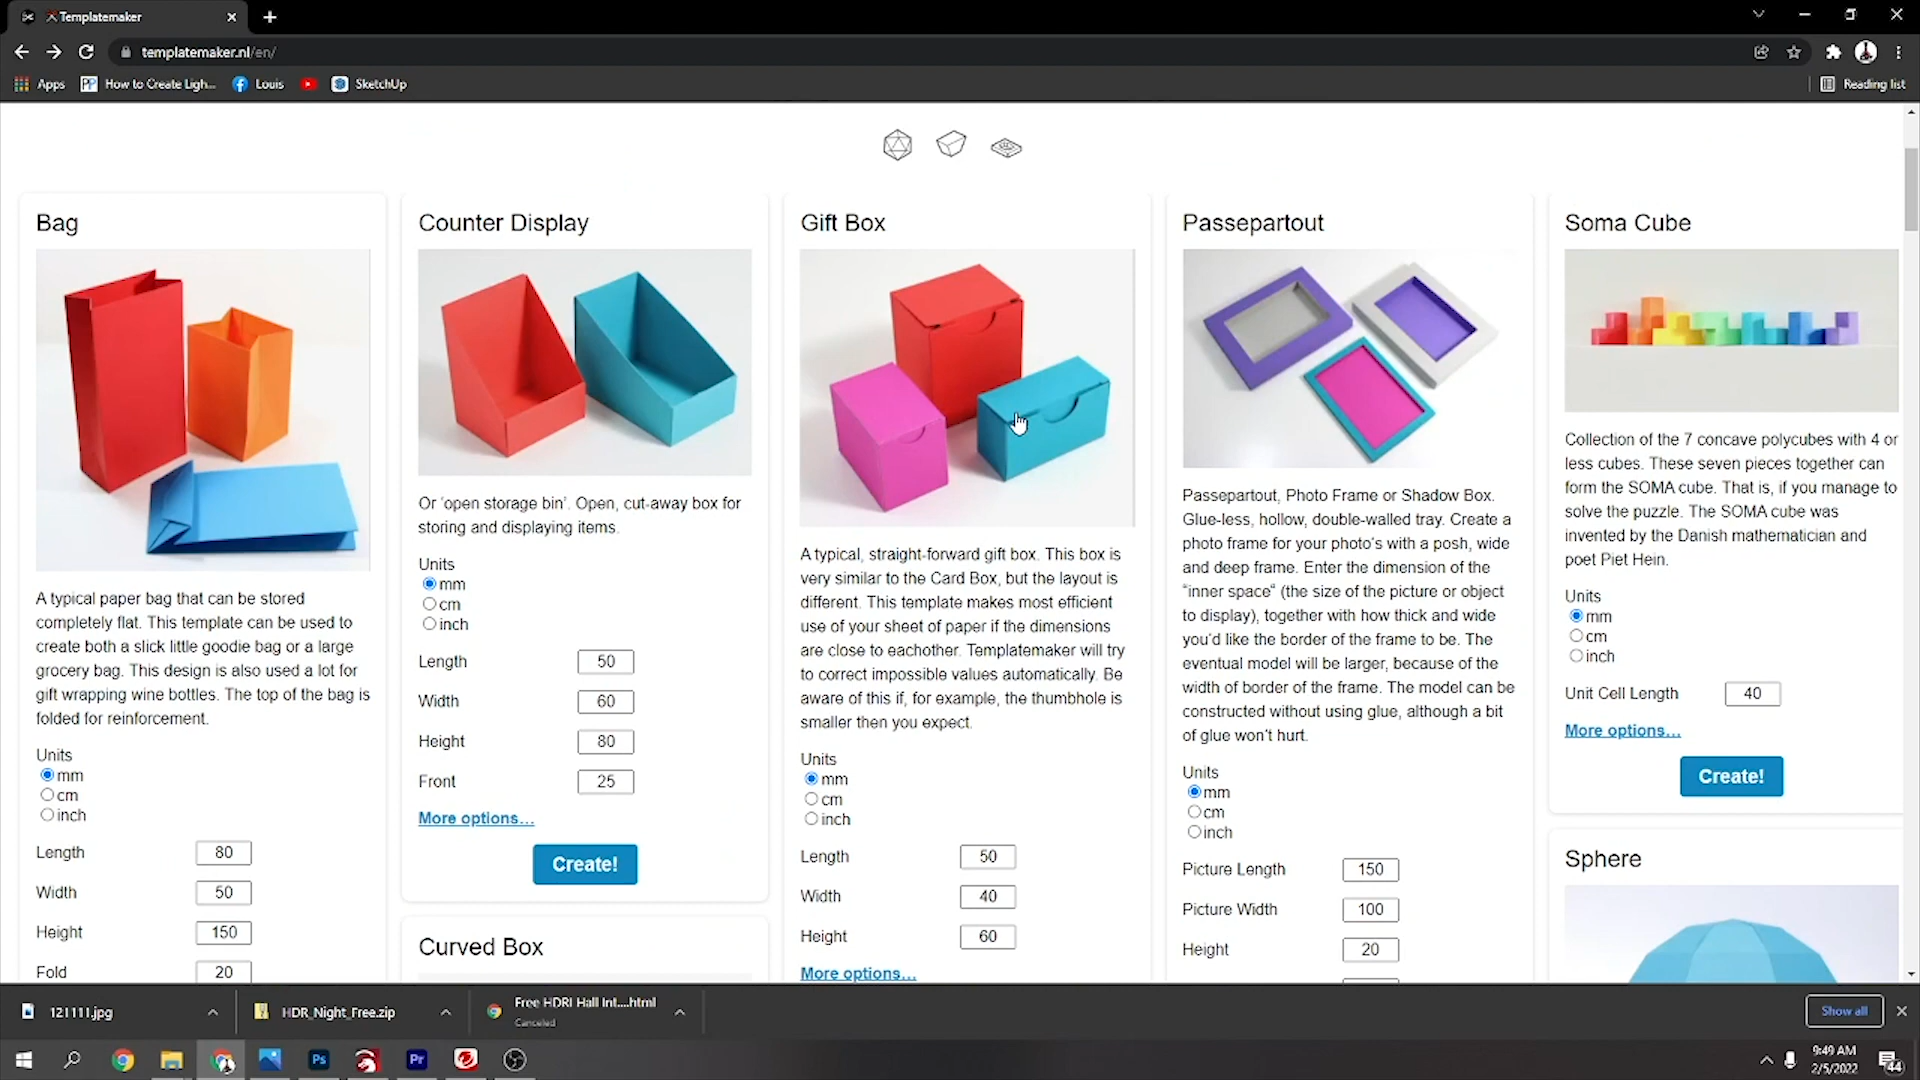 Templatemaker
templatemaker.nl/en/
Apps
How to Create Ligh...
Louis
SketchUp
Reading list
Bag
A typical paper bag that can be stored
completely flat. This template can be used to
create both a slick little goodie bag or a large
grocery bag. This design is also used a lot for
gift wrapping wine bottles. The top of the bag is
folded for reinforcement.
Units
mm
cm
inch
Length 80
Width 50
Height 150
Fold 20
Counter Display
Or ‘open storage bin’. Open, cut-away box for
storing and displaying items.
Units
mm
cm
inch
Length 50
Width 60
Height 80
Front 25
More options...
Create!
Curved Box
Gift Box
A typical, straight-forward gift box. This box is
very similar to the Card Box, but the layout is
different. This template makes most efficient
use of your sheet of paper if the dimensions
are close to eachother. Templatemaker will try
to correct impossible values automatically. Be
aware of this if, for example, the thumbhole is
smaller then you expect.
Units
mm
cm
inch
Length 50
Width 40
Height 60
More options...
Passepartout
Passepartout, Photo Frame or Shadow Box.
Glue-less, hollow, double-walled tray. Create a
photo frame for your photo’s with a posh, wide
and deep frame. Enter the dimension of the
“inner space“ (the size of the picture or object
to display), together with how thick and wide
you’d like the border of the frame to be. The
eventual model will be larger, because of the
width of border of the frame. The model can be
constructed without using glue, although a bit
of glue won’t hurt.
Units
mm
cm
inch
Picture Length 150
Picture Width 100
Height 20
Soma Cube
Collection of the 7 concave polycubes with 4 or
less cubes. These seven pieces together can
form the SOMA cube. That is, if you manage to
solve the puzzle. The SOMA cube was
invented by the Danish mathematician and
poet Piet Hein.
Units
mm
cm
inch
Unit Cell Length 40
More options...
Create!
Sphere
121111.jpg
HDR_Night_Free.zip
Free HDRI Hall Int....html
Canceled
Show all
Ps
Pr
9:49 AM
2/5/2022
44